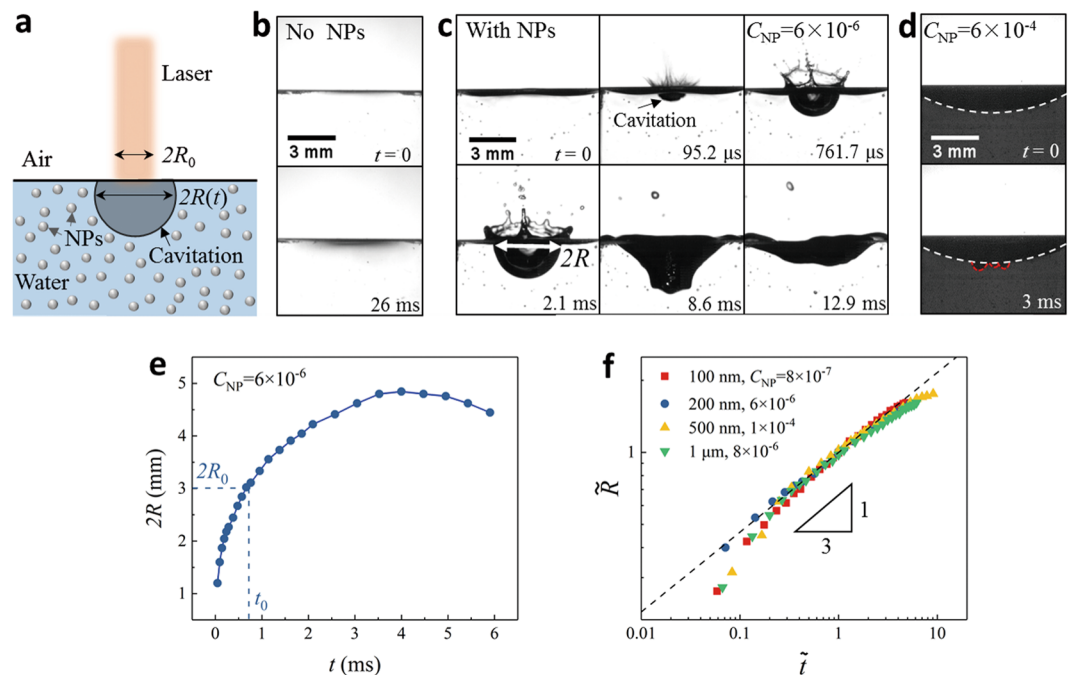 a
Laser
2R₀
Air
2R(t)
NPs
Cavitation
Water
b
No NPs
3 mm
t = 0
26 ms
c
With NPs
C_NP=6×10⁻⁶
Cavitation
3 mm
t = 0
95.2 μs
761.7 μs
2R
2.1 ms
8.6 ms
12.9 ms
d
C_NP=6×10⁻⁴
3 mm
t = 0
3 ms
e
C_NP=6×10⁻⁶
2R (mm)
5
4
3
2
1
2R₀
t₀
0 1 2 3 4 5 6
t (ms)
f
100 nm, C_NP=8×10⁻⁷
200 nm, 6×10⁻⁶
500 nm, 1×10⁻⁴
1 μm, 8×10⁻⁶
R̃
1
1
3
0.01 0.1 1 10
t̃